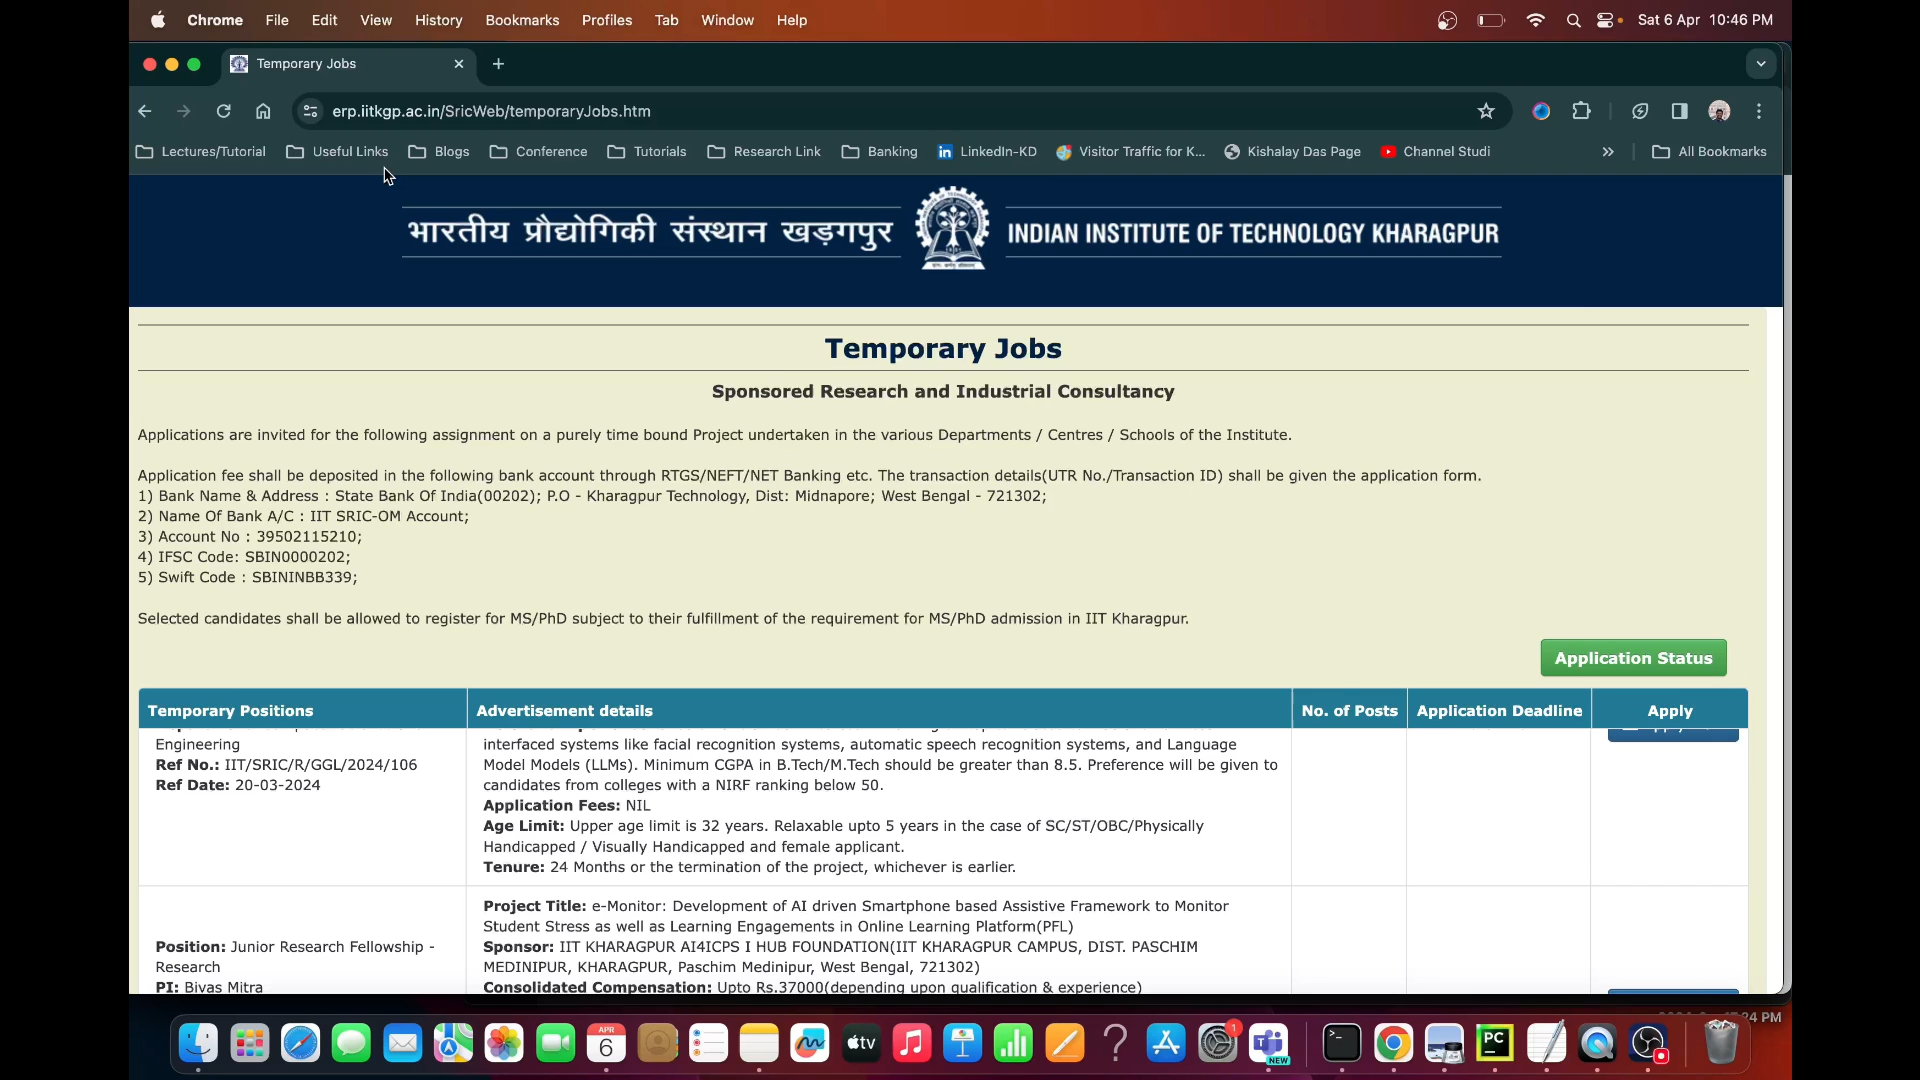 Chrome File Edit View History Bookmarks Profiles Tab Window Help Sat 6 Apr 10:46 PM
Temporary Jobs
erp.iitkgp.ac.in/SricWeb/temporaryJobs.htm
Lectures/Tutorial Useful Links Blogs Conference Tutorials Research Link Banking LinkedIn-KD Visitor Traffic for K... Kishalay Das Page Channel Studi » All Bookmarks
भारतीय प्रौद्योगिकी संस्थान खड़गपुर INDIAN INSTITUTE OF TECHNOLOGY KHARAGPUR
Temporary Jobs
Sponsored Research and Industrial Consultancy
Applications are invited for the following assignment on a purely time bound Project undertaken in the various Departments / Centres / Schools of the Institute.
Application fee shall be deposited in the following bank account through RTGS/NEFT/NET Banking etc. The transaction details(UTR No./Transaction ID) shall be given the application form.
1) Bank Name & Address : State Bank Of India(00202); P.O - Kharagpur Technology, Dist: Midnapore; West Bengal - 721302;
2) Name Of Bank A/C : IIT SRIC-OM Account;
3) Account No : 39502115210;
4) IFSC Code: SBIN0000202;
5) Swift Code : SBININBB339;
Selected candidates shall be allowed to register for MS/PhD subject to their fulfillment of the requirement for MS/PhD admission in IIT Kharagpur.
Application Status
Temporary Positions Advertisement details No. of Posts Application Deadline Apply
Engineering
Ref No.: IIT/SRIC/R/GGL/2024/106
Ref Date: 20-03-2024
interfaced systems like facial recognition systems, automatic speech recognition systems, and Language
Model Models (LLMs). Minimum CGPA in B.Tech/M.Tech should be greater than 8.5. Preference will be given to
candidates from colleges with a NIRF ranking below 50.
Application Fees: NIL
Age Limit: Upper age limit is 32 years. Relaxable upto 5 years in the case of SC/ST/OBC/Physically
Handicapped / Visually Handicapped and female applicant.
Tenure: 24 Months or the termination of the project, whichever is earlier.
Position: Junior Research Fellowship -
Research
PI: Bivas Mitra
Project Title: e-Monitor: Development of AI driven Smartphone based Assistive Framework to Monitor
Student Stress as well as Learning Engagements in Online Learning Platform(PFL)
Sponsor: IIT KHARAGPUR AI4ICPS I HUB FOUNDATION(IIT KHARAGPUR CAMPUS, DIST. PASCHIM
MEDINIPUR, KHARAGPUR, Paschim Medinipur, West Bengal, 721302)
Consolidated Compensation: Upto Rs.37000(depending upon qualification & experience)
APR
6
tv
1
NEW
PC